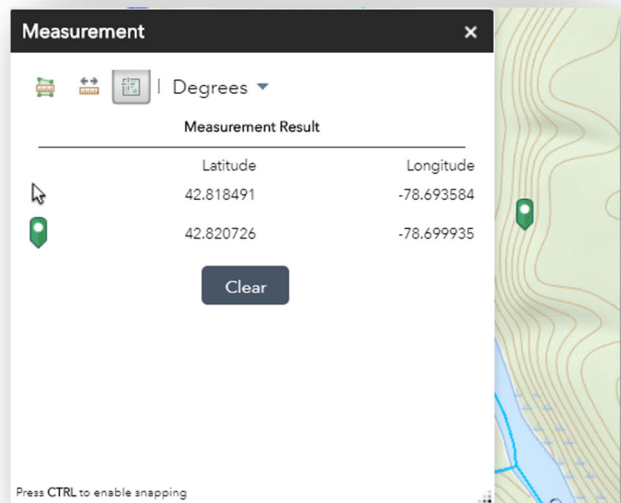 Measurement ×
Degrees
Measurement Result
Latitude Longitude
42.818491 -78.693584
42.820726 -78.699935
Clear
Press CTRL to enable snapping